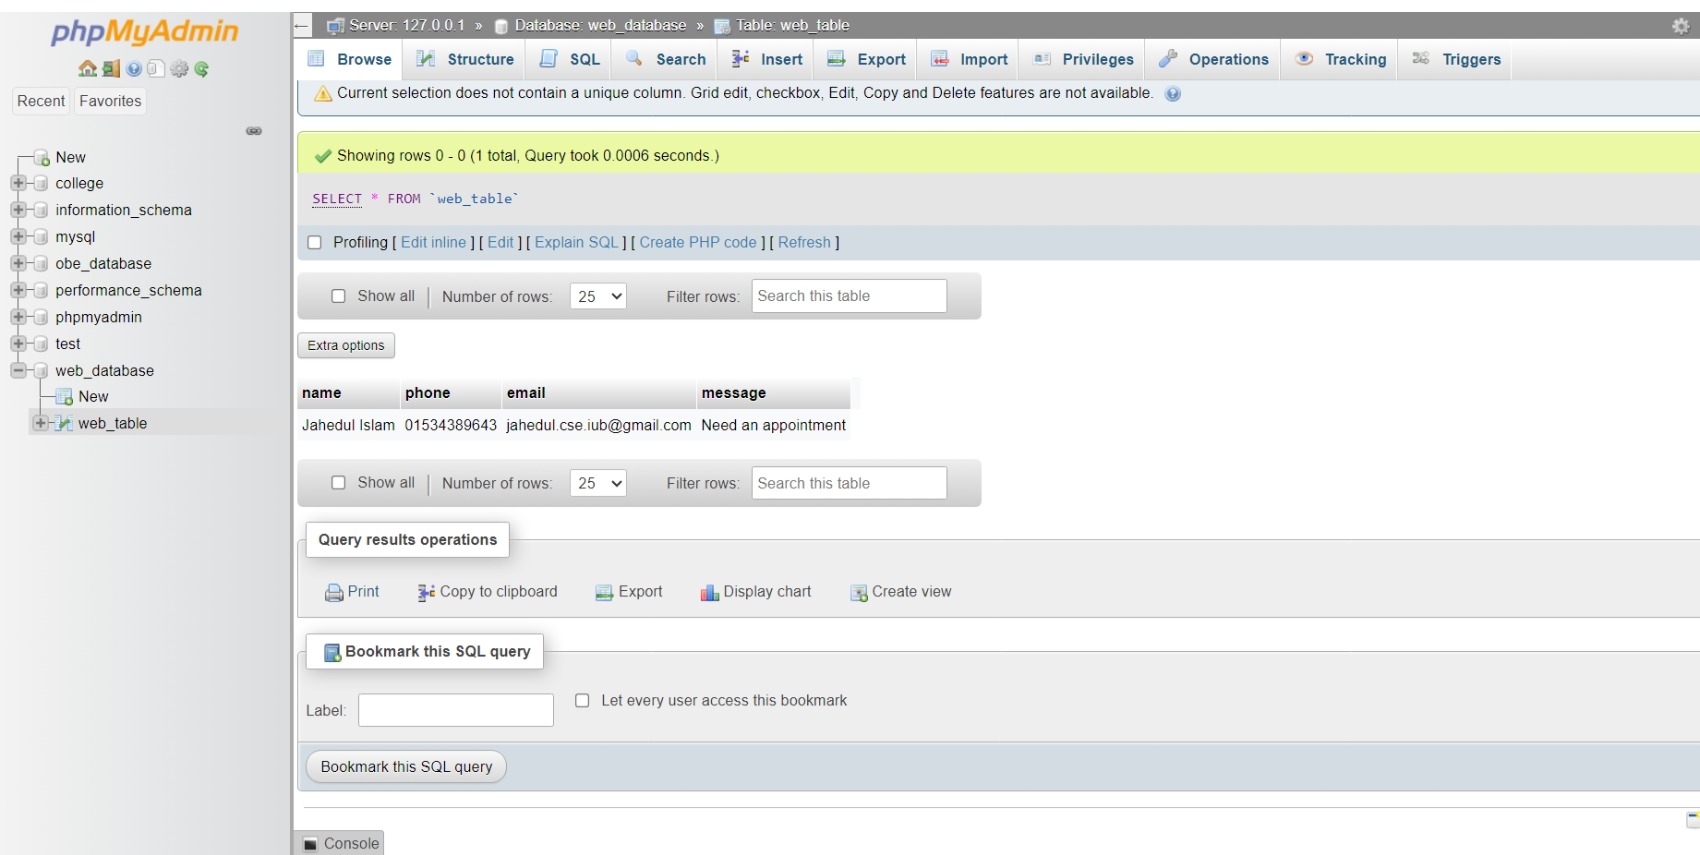 phpMyAdmin
Recent Favorites
New
college
information_schema
mysql
obe_database
performance_schema
phpmyadmin
test
web_database
New
web_table
Server: 127.0.0.1 » Database: web_database » Table: web_table
Browse Structure SQL Search Insert Export Import Privileges Operations Tracking Triggers
Current selection does not contain a unique column. Grid edit, checkbox, Edit, Copy and Delete features are not available.
Showing rows 0 - 0 (1 total, Query took 0.0006 seconds.)
SELECT * FROM `web_table`
Profiling [ Edit inline ] [ Edit ] [ Explain SQL ] [ Create PHP code ] [ Refresh ]
Show all | Number of rows: 25 Filter rows: Search this table
Extra options
name phone email message
Jahedul Islam 01534389643 jahedul.cse.iub@gmail.com Need an appointment
Show all | Number of rows: 25 Filter rows: Search this table
Query results operations
Print Copy to clipboard Export Display chart Create view
Bookmark this SQL query
Label: Let every user access this bookmark
Bookmark this SQL query
Console